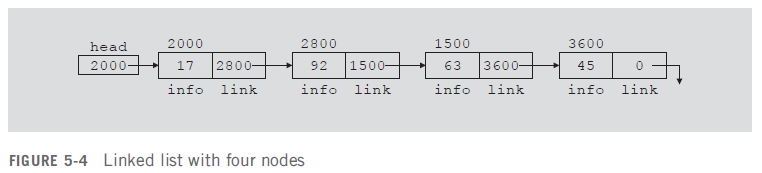 head 2000 2800 1500 3600
2000 17 2800 92 1500 63 3600 45 0
info link info link info link info link
FIGURE 5-4 Linked list with four nodes